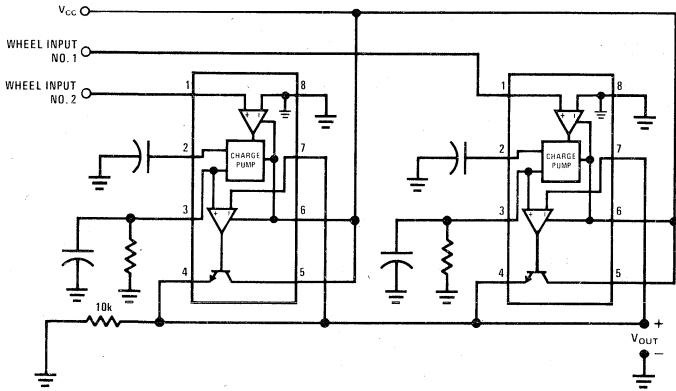 VCC
WHEEL INPUT
NO. 1
WHEEL INPUT
NO. 2
1
8
+ −
2
CHARGE
PUMP
7
3
+ −
6
4
5
1
8
+ −
2
CHARGE
PUMP
7
3
+ −
6
4
5
10k
+
VOUT
−